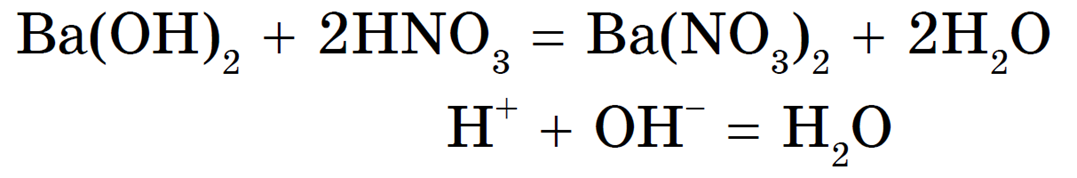 Ba(OH)₂ + 2HNO₃ = Ba(NO₃)₂ + 2H₂O
H⁺ + OH⁻ = H₂O